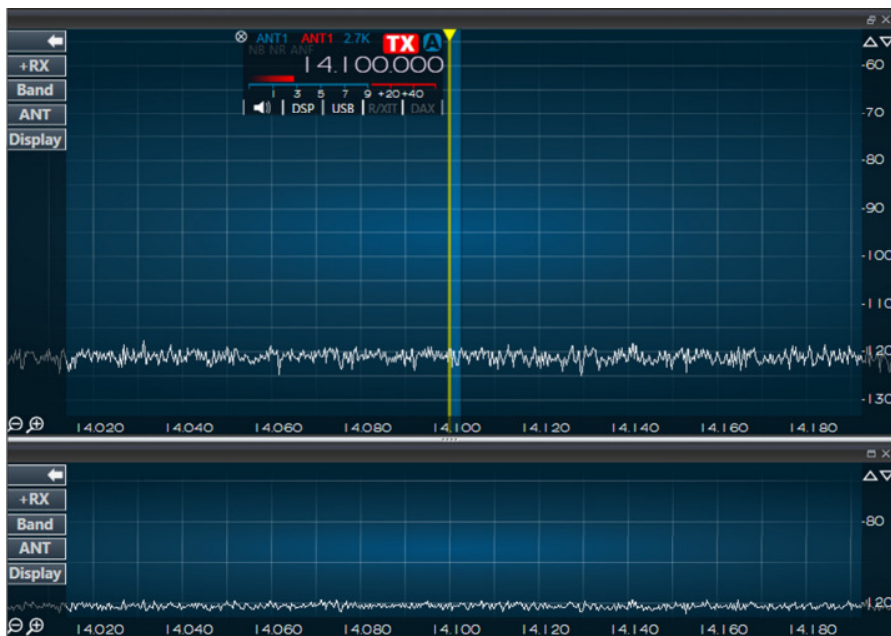 ANT1 ANT1 2.7K TX A
+RX
NB NR ANF
14.100.000
Band
1 3 5 7 9 +20 +40
ANT
DSP USB R/XIT DAX
Display
-60
-70
-80
-90
-100
-110
-120
-130
14.020 14.040 14.060 14.080 14.100 14.120 14.140 14.160 14.180
+RX
Band
ANT
Display
-80
-120
14.020 14.040 14.060 14.080 14.100 14.120 14.140 14.160 14.180